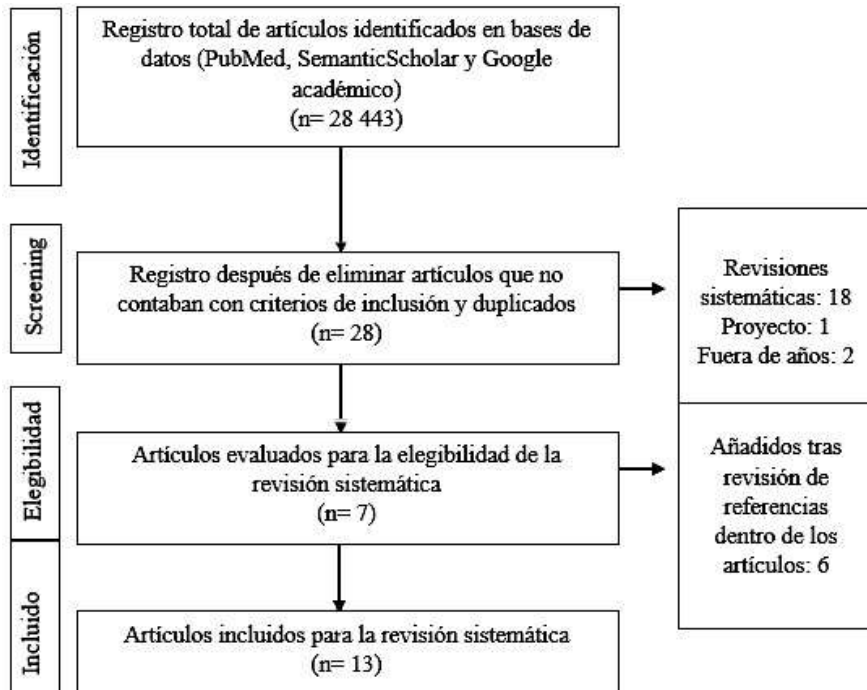 Identificación
Registro total de artículos identificados en bases de
datos (PubMed, SemanticScholar y Google
académico)
(n= 28 443)
Screening
Registro después de eliminar artículos que no
contaban con criterios de inclusión y duplicados
(n= 28)
Revisiones
sistemáticas: 18
Proyecto: 1
Fuera de años: 2
Elegibilidad
Artículos evaluados para la elegibilidad de la
revisión sistemática
(n= 7)
Añadidos tras
revisión de
referencias
dentro de los
artículos: 6
Incluido
Artículos incluidos para la revisión sistemática
(n= 13)